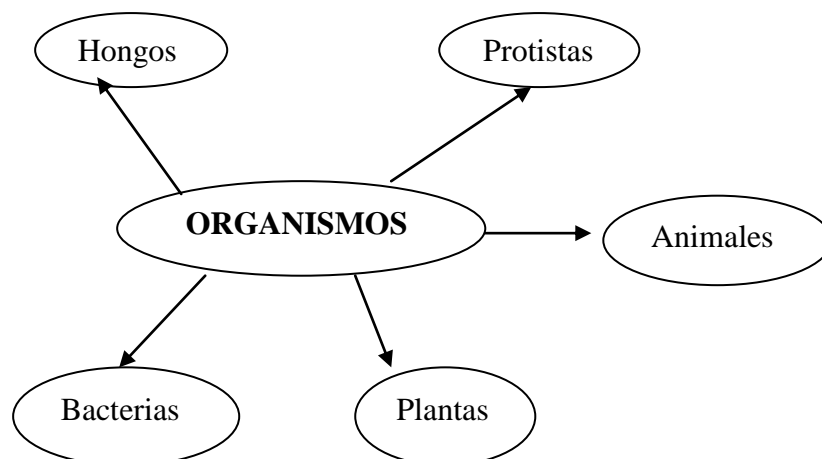 Hongos
Protistas
ORGANISMOS
Animales
Bacterias
Plantas